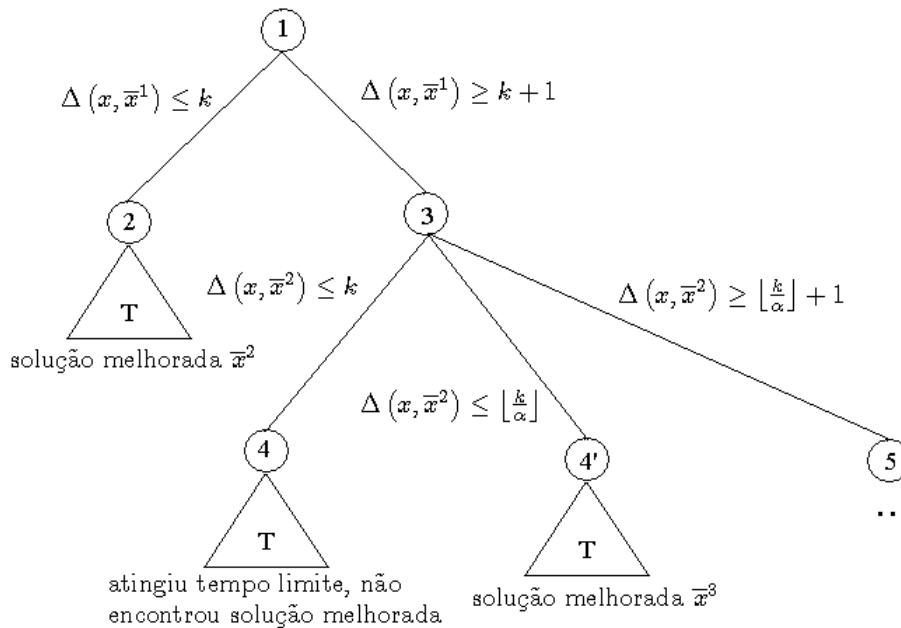 1
Δ (x, x̅¹) ≤ k
Δ (x, x̅¹) ≥ k + 1
2
3
T
Δ (x, x̅²) ≤ k
Δ (x, x̅²) ≥ ⌊k/α⌋ + 1
solução melhorada x̅²
Δ (x, x̅²) ≤ ⌊k/α⌋
4
4'
5
..
T
T
atingiu tempo limite, não
encontrou solução melhorada
solução melhorada x̅³